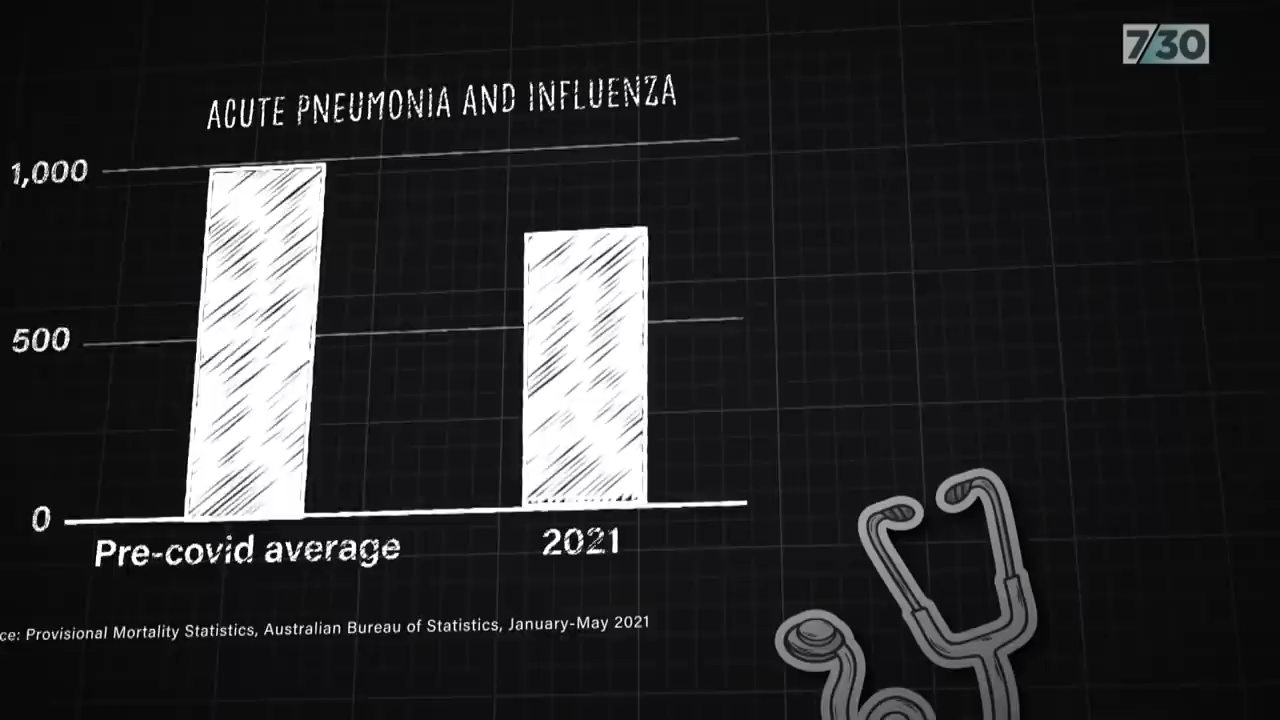 7/30
ACUTE PNEUMONIA AND INFLUENZA
1,000
500
0
Pre-covid average
2021
ce: Provisional Mortality Statistics, Australian Bureau of Statistics, January-May 2021